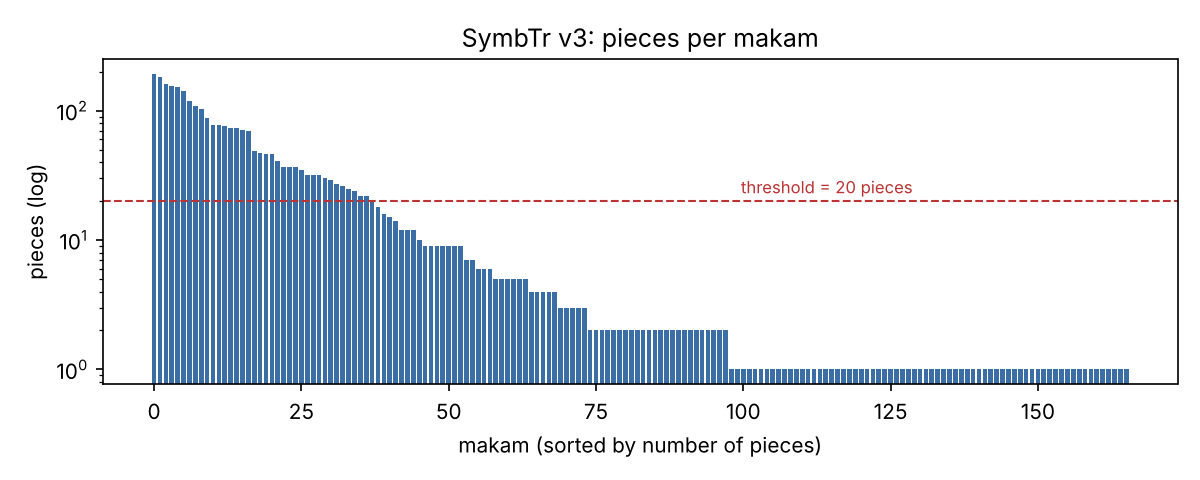 SymbTr v3: pieces per makam
pieces (log)
10²
10¹
10⁰
threshold = 20 pieces
0 25 50 75 100 125 150
makam (sorted by number of pieces)